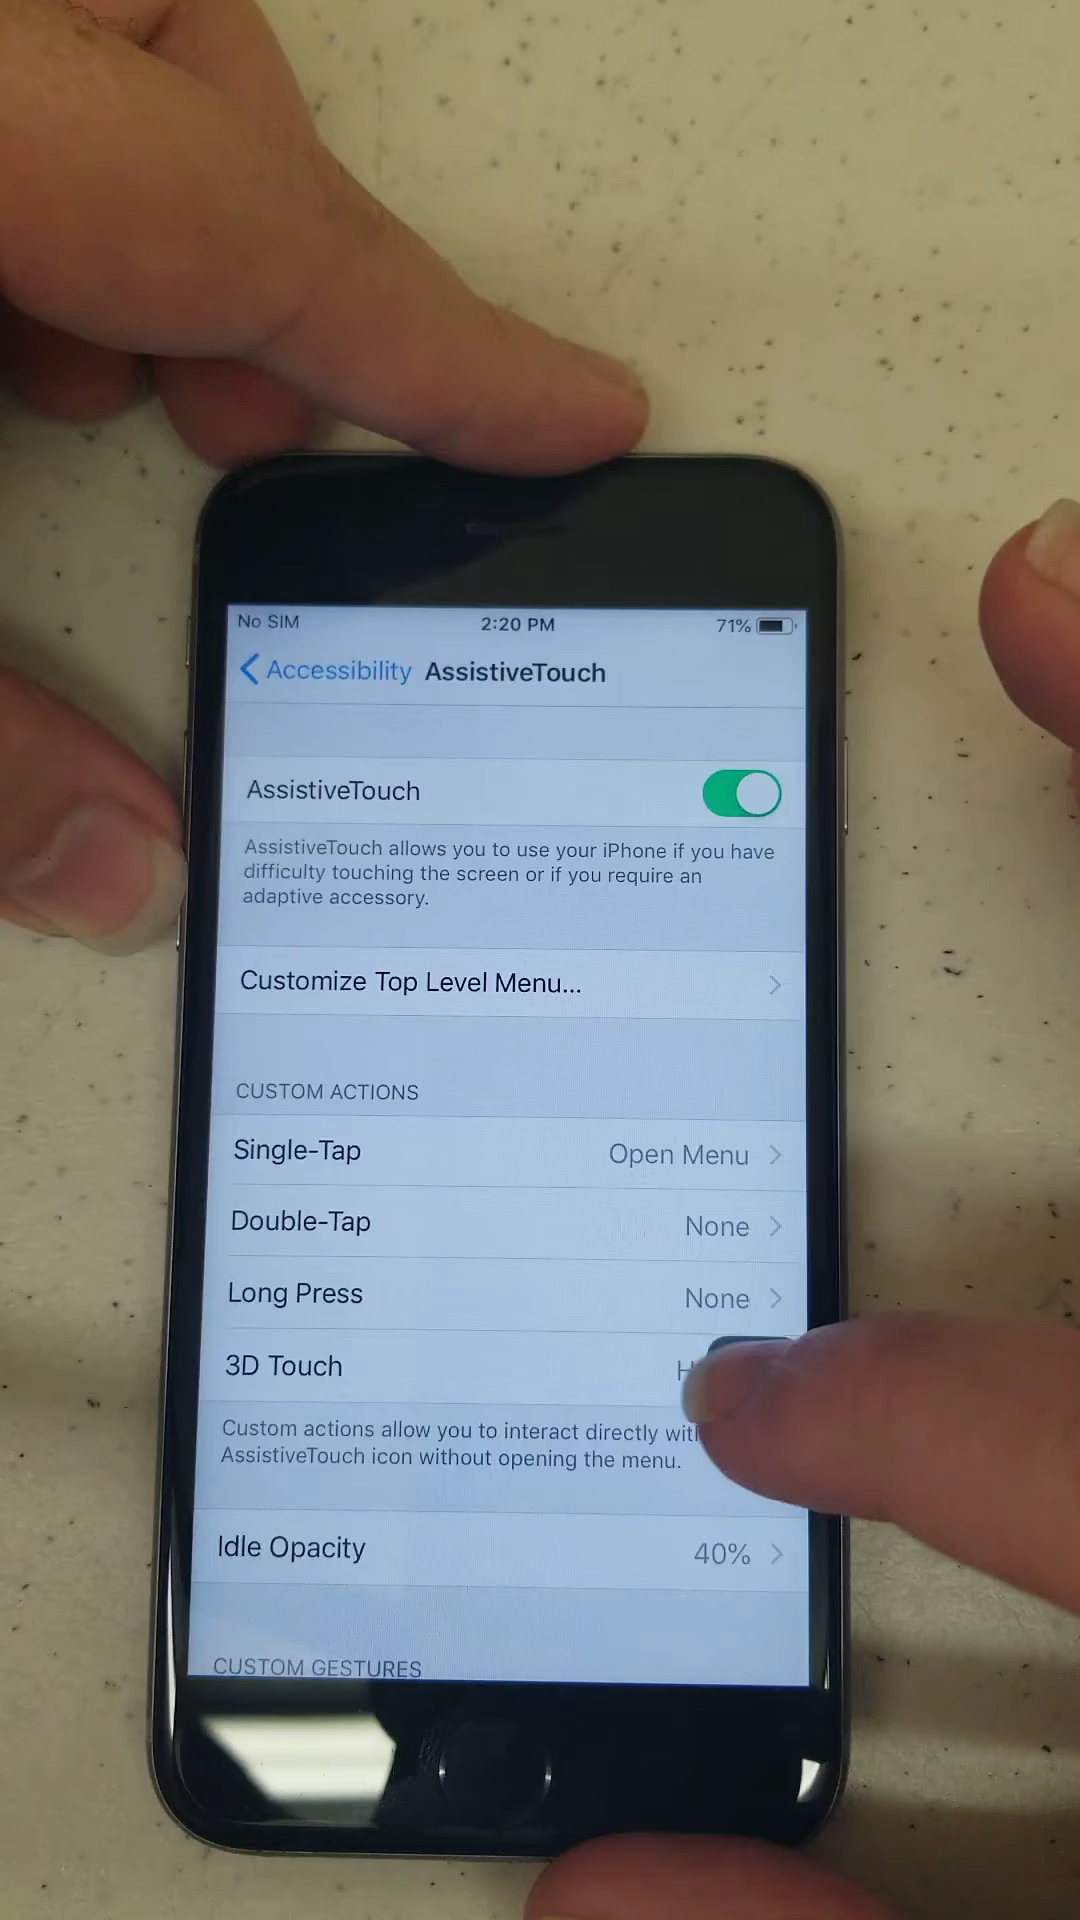 No SIM 2:20 PM 71%
Accessibility AssistiveTouch
AssistiveTouch
AssistiveTouch allows you to use your iPhone if you have
difficulty touching the screen or if you require an
adaptive accessory.
Customize Top Level Menu...
CUSTOM ACTIONS
Single-Tap Open Menu
Double-Tap None
Long Press None
3D Touch
Custom actions allow you to interact directly
AssistiveTouch icon without opening the menu.
Idle Opacity 40%
CUSTOM GESTURES